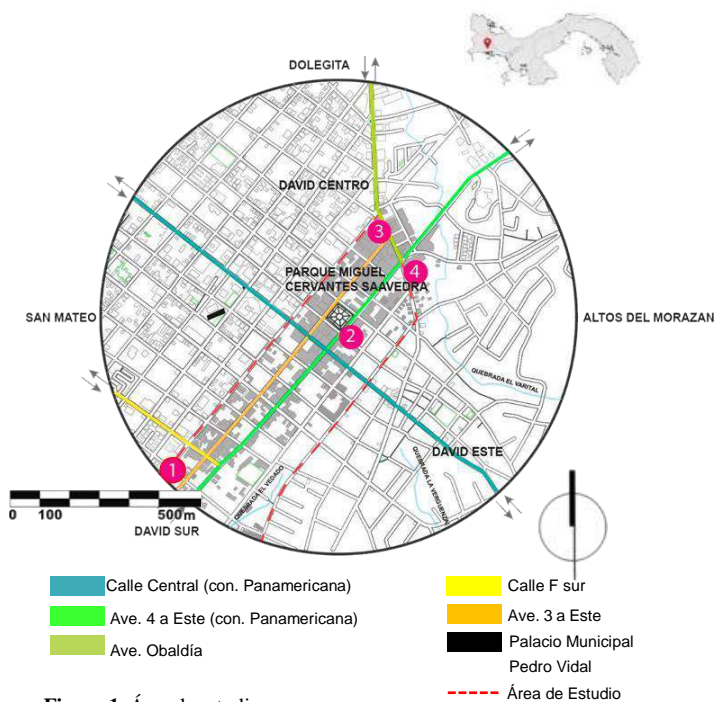 DOLEGITA
DAVID CENTRO
3
PARQUE MIGUEL
CERVANTES SAAVEDRA
4
SAN MATEO
ALTOS DEL MORAZAN
2
QUEBRADA EL VARITAL
DAVID ESTE
1
QUEBRADA EL VEDADO
QUEBRADA LA VERGUENZA
0 100 500m
DAVID SUR
Calle Central (con. Panamericana)
Ave. 4 a Este (con. Panamericana)
Ave. Obaldía
Calle F sur
Ave. 3 a Este
Palacio Municipal
Pedro Vidal
Área de Estudio